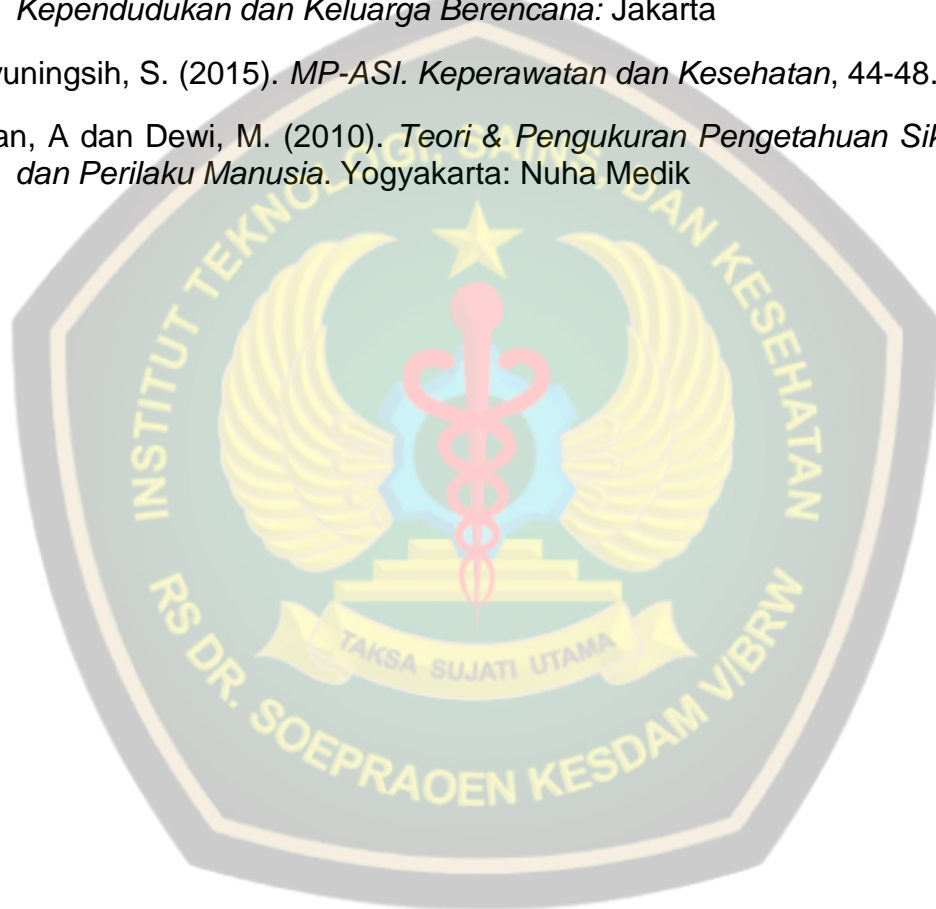 Kependudukan dan Keluarga Berencana: Jakarta
yuningsih, S. (2015). MP-ASI. Keperawatan dan Kesehatan, 44-48.
an, A dan Dewi, M. (2010). Teori & Pengukuran Pengetahuan Sik
dan Perilaku Manusia. Yogyakarta: Nuha Medik
INSTITUT TEKNOLOGI, SAINS, DAN KESEHATAN
TAKSA SUJATI UTAMA
RS DR. SOEPRAOEN KESDAM V/BRW